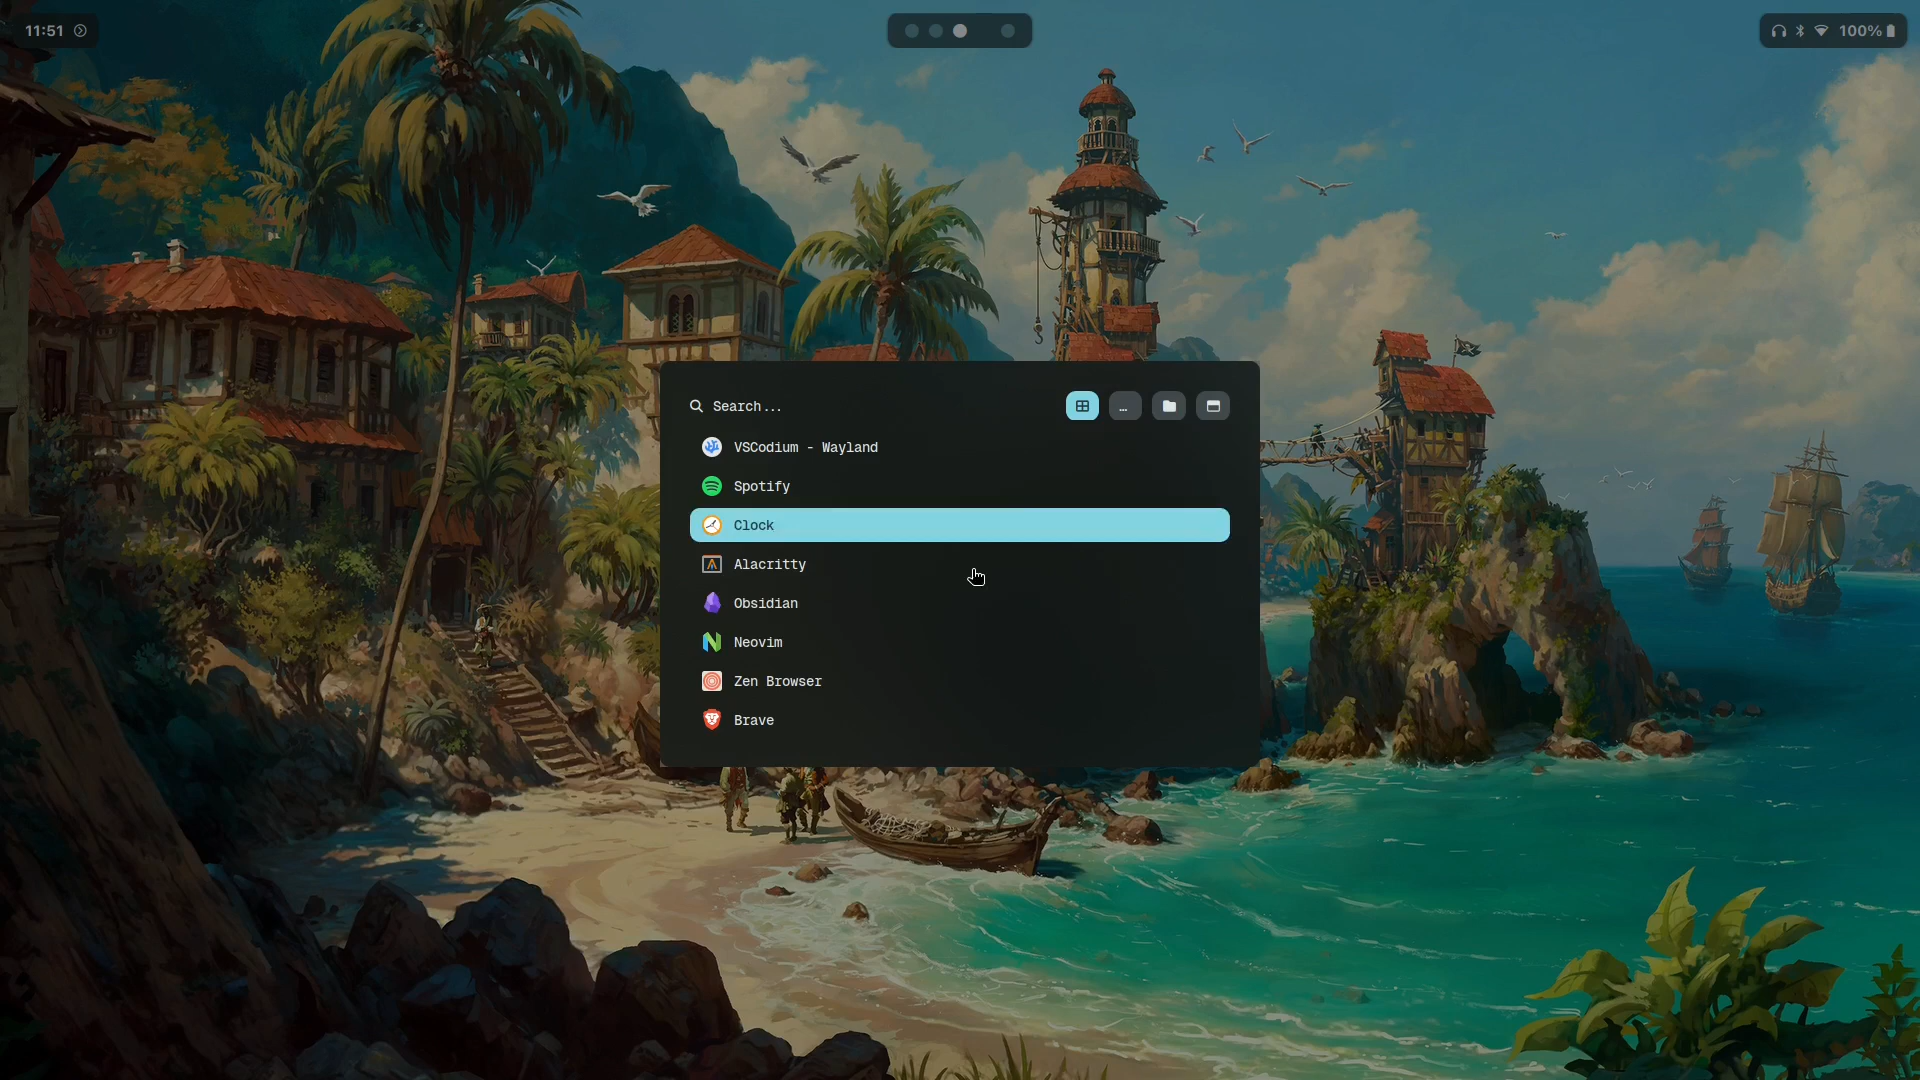 11:51
100%
Search...
...
VSCodium - Wayland
Spotify
Clock
Alacritty
Obsidian
Neovim
Zen Browser
Brave